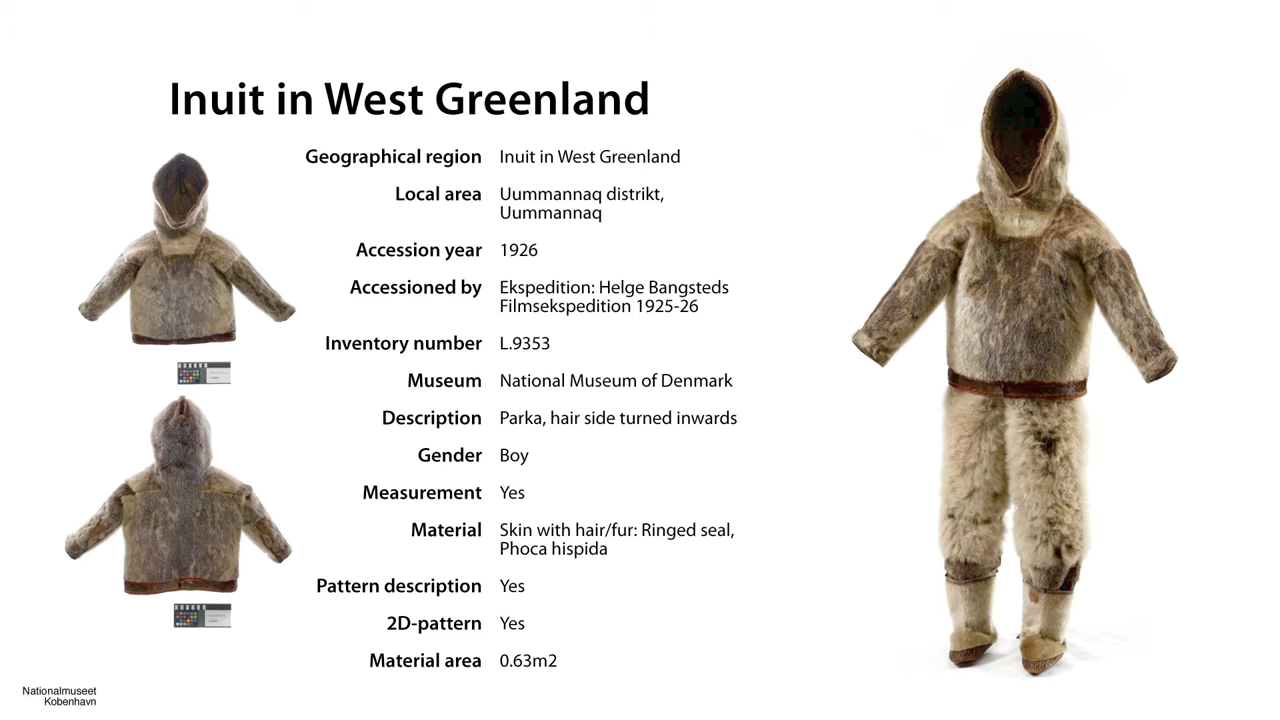 Inuit in West Greenland
Geographical region Inuit in West Greenland
Local area Uummannaq distrikt,
Uummannaq
Accession year 1926
Accessioned by Ekspedition: Helge Bangsteds
Filmsekspedition 1925-26
Inventory number L.9353
Museum National Museum of Denmark
Description Parka, hair side turned inwards
Gender Boy
Measurement Yes
Material Skin with hair/fur: Ringed seal,
Phoca hispida
Pattern description Yes
2D-pattern Yes
Material area 0.63m2
Nationalmuseet
Kobenhavn